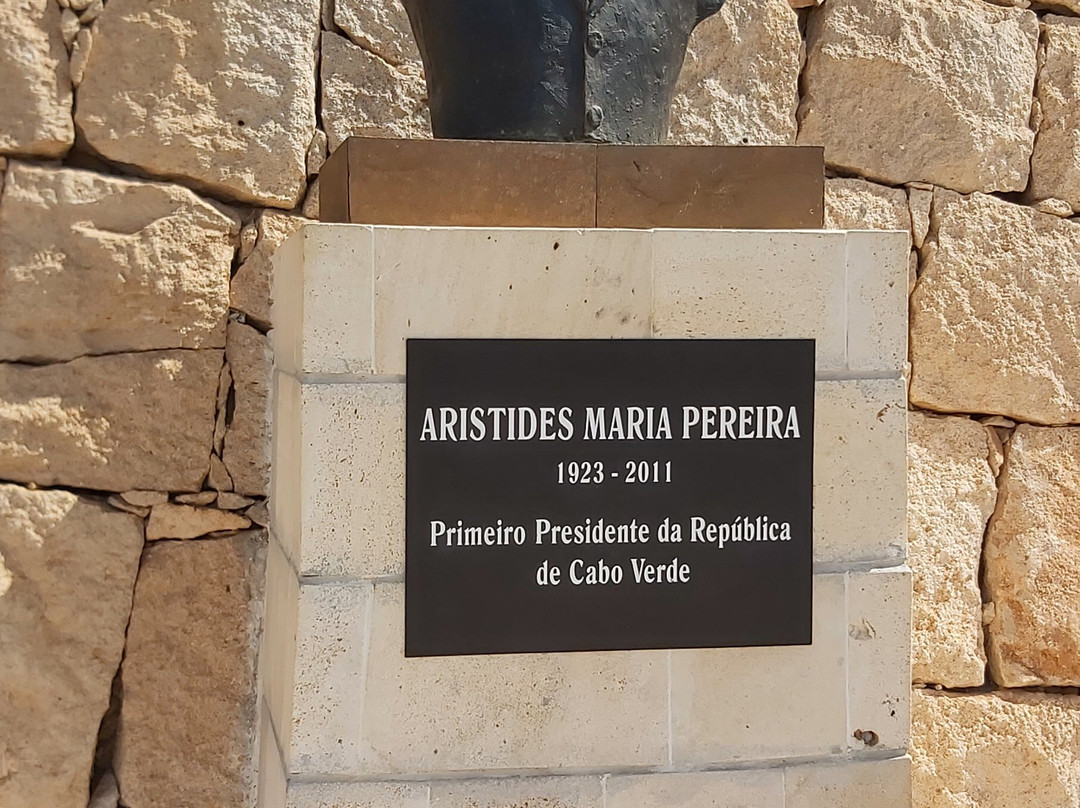 ARISTIDES MARIA PEREIRA
1923 - 2011
Primeiro Presidente da República
de Cabo Verde